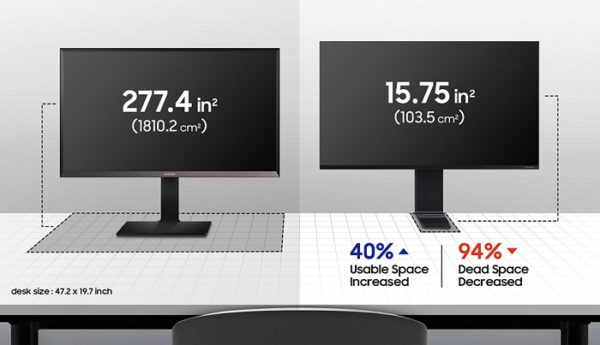 277.4 in²
(1810.2 cm²)
SAMSUNG
15.75 in²
(103.5 cm²)
40% ▲
Usable Space
Increased
94% ▼
Dead Space
Decreased
desk size : 47.2 x 19.7 inch